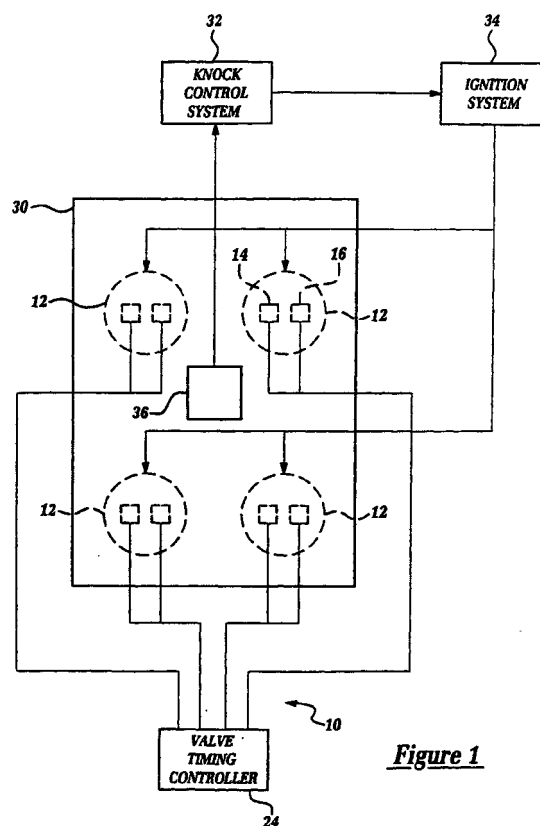 32
34
KNOCK
CONTROL
SYSTEM
IGNITION
SYSTEM
30
14
16
12
12
36
12
12
10
VALVE
TIMING
CONTROLLER
Figure 1
24